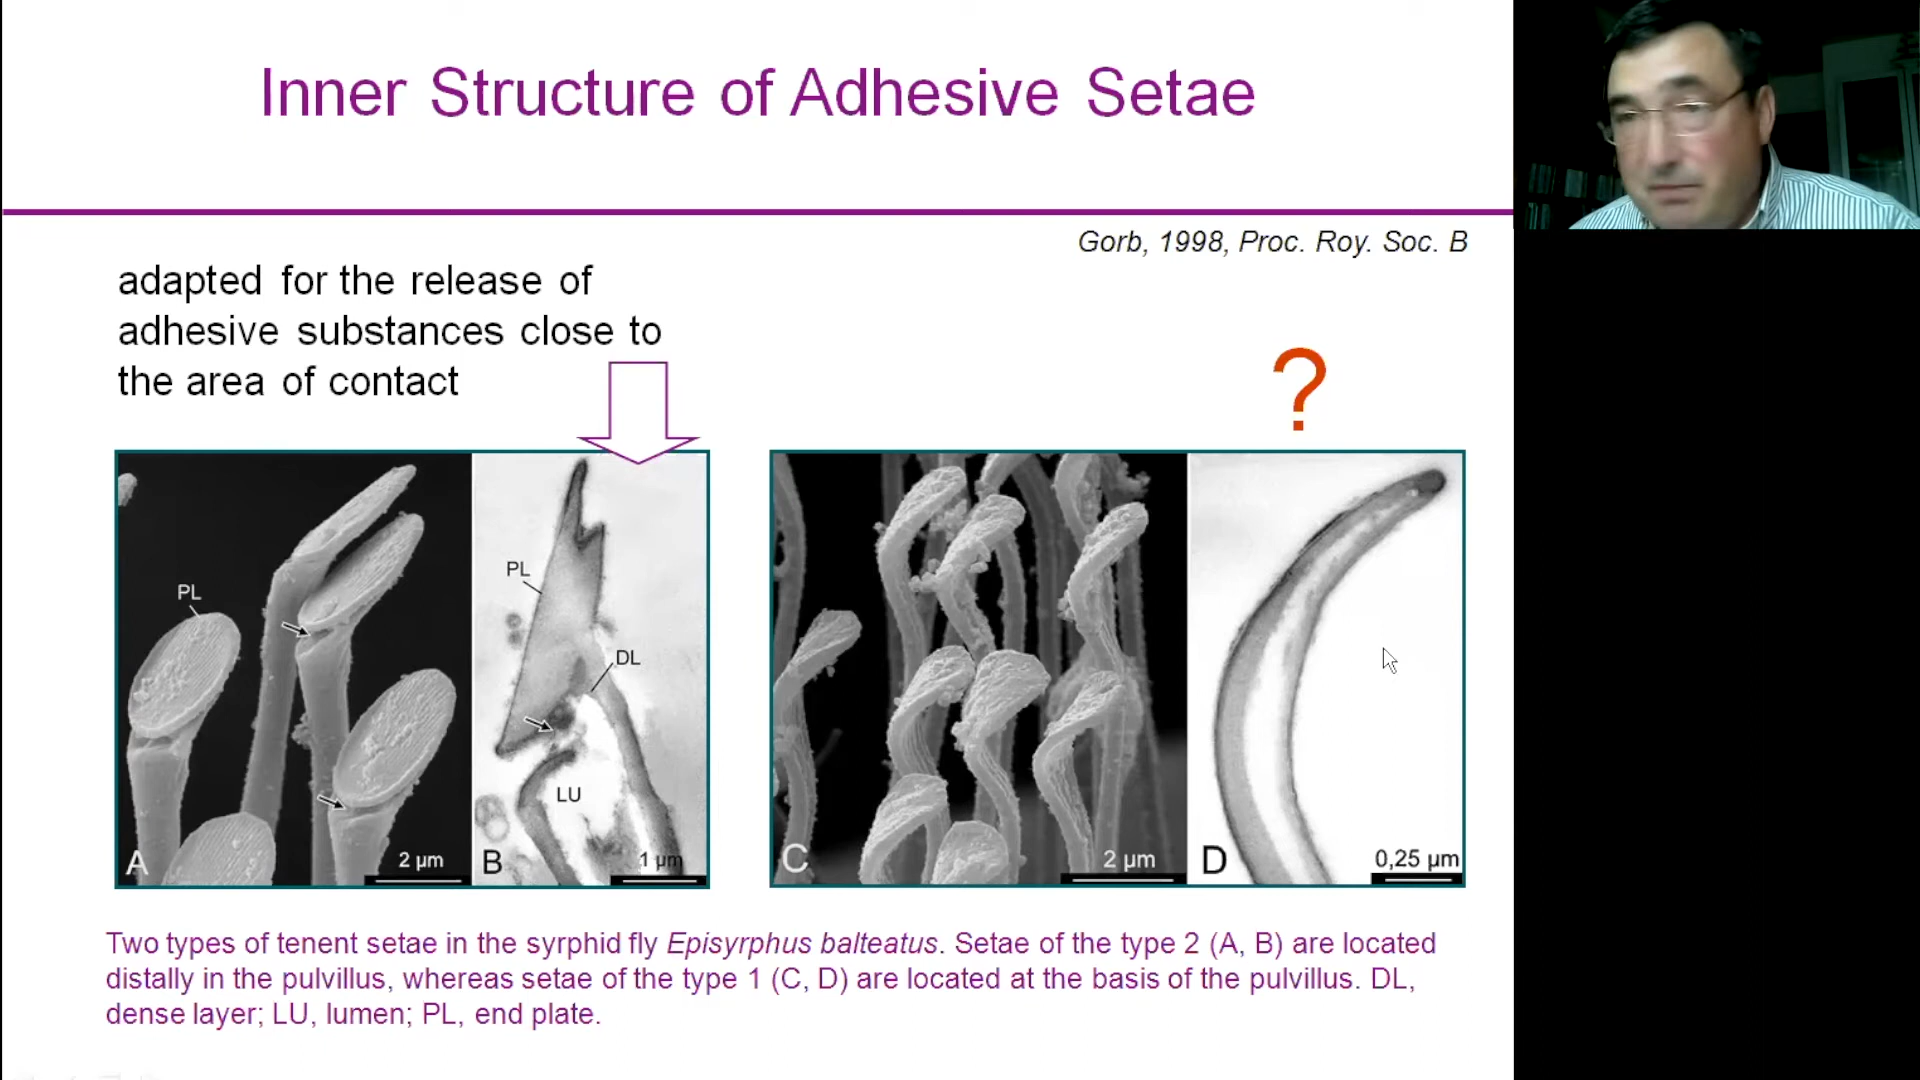 Inner Structure of Adhesive Setae
Gorb, 1998, Proc. Roy. Soc. B
adapted for the release of
adhesive substances close to
the area of contact
?
PL
A
2 µm
PL
DL
LU
B
1 µm
C
2 µm
D
0,25 µm
Two types of tenent setae in the syrphid fly Episyrphus balteatus. Setae of the type 2 (A, B) are located
distally in the pulvillus, whereas setae of the type 1 (C, D) are located at the basis of the pulvillus. DL,
dense layer; LU, lumen; PL, end plate.